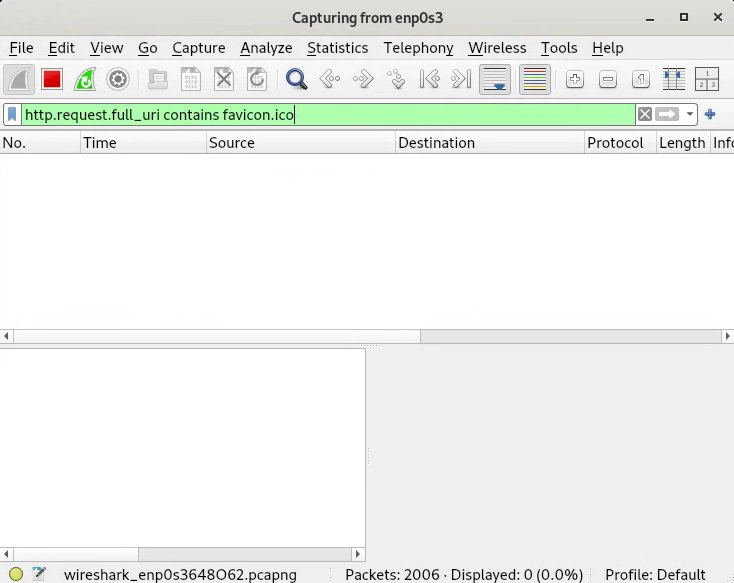 Capturing from enp0s3
File Edit View Go Capture Analyze Statistics Telephony Wireless Tools Help
http.request.full_uri contains favicon.ico
No. Time Source Destination Protocol Length Info
wireshark_enp0s3648O62.pcapng Packets: 2006 · Displayed: 0 (0.0%) Profile: Default